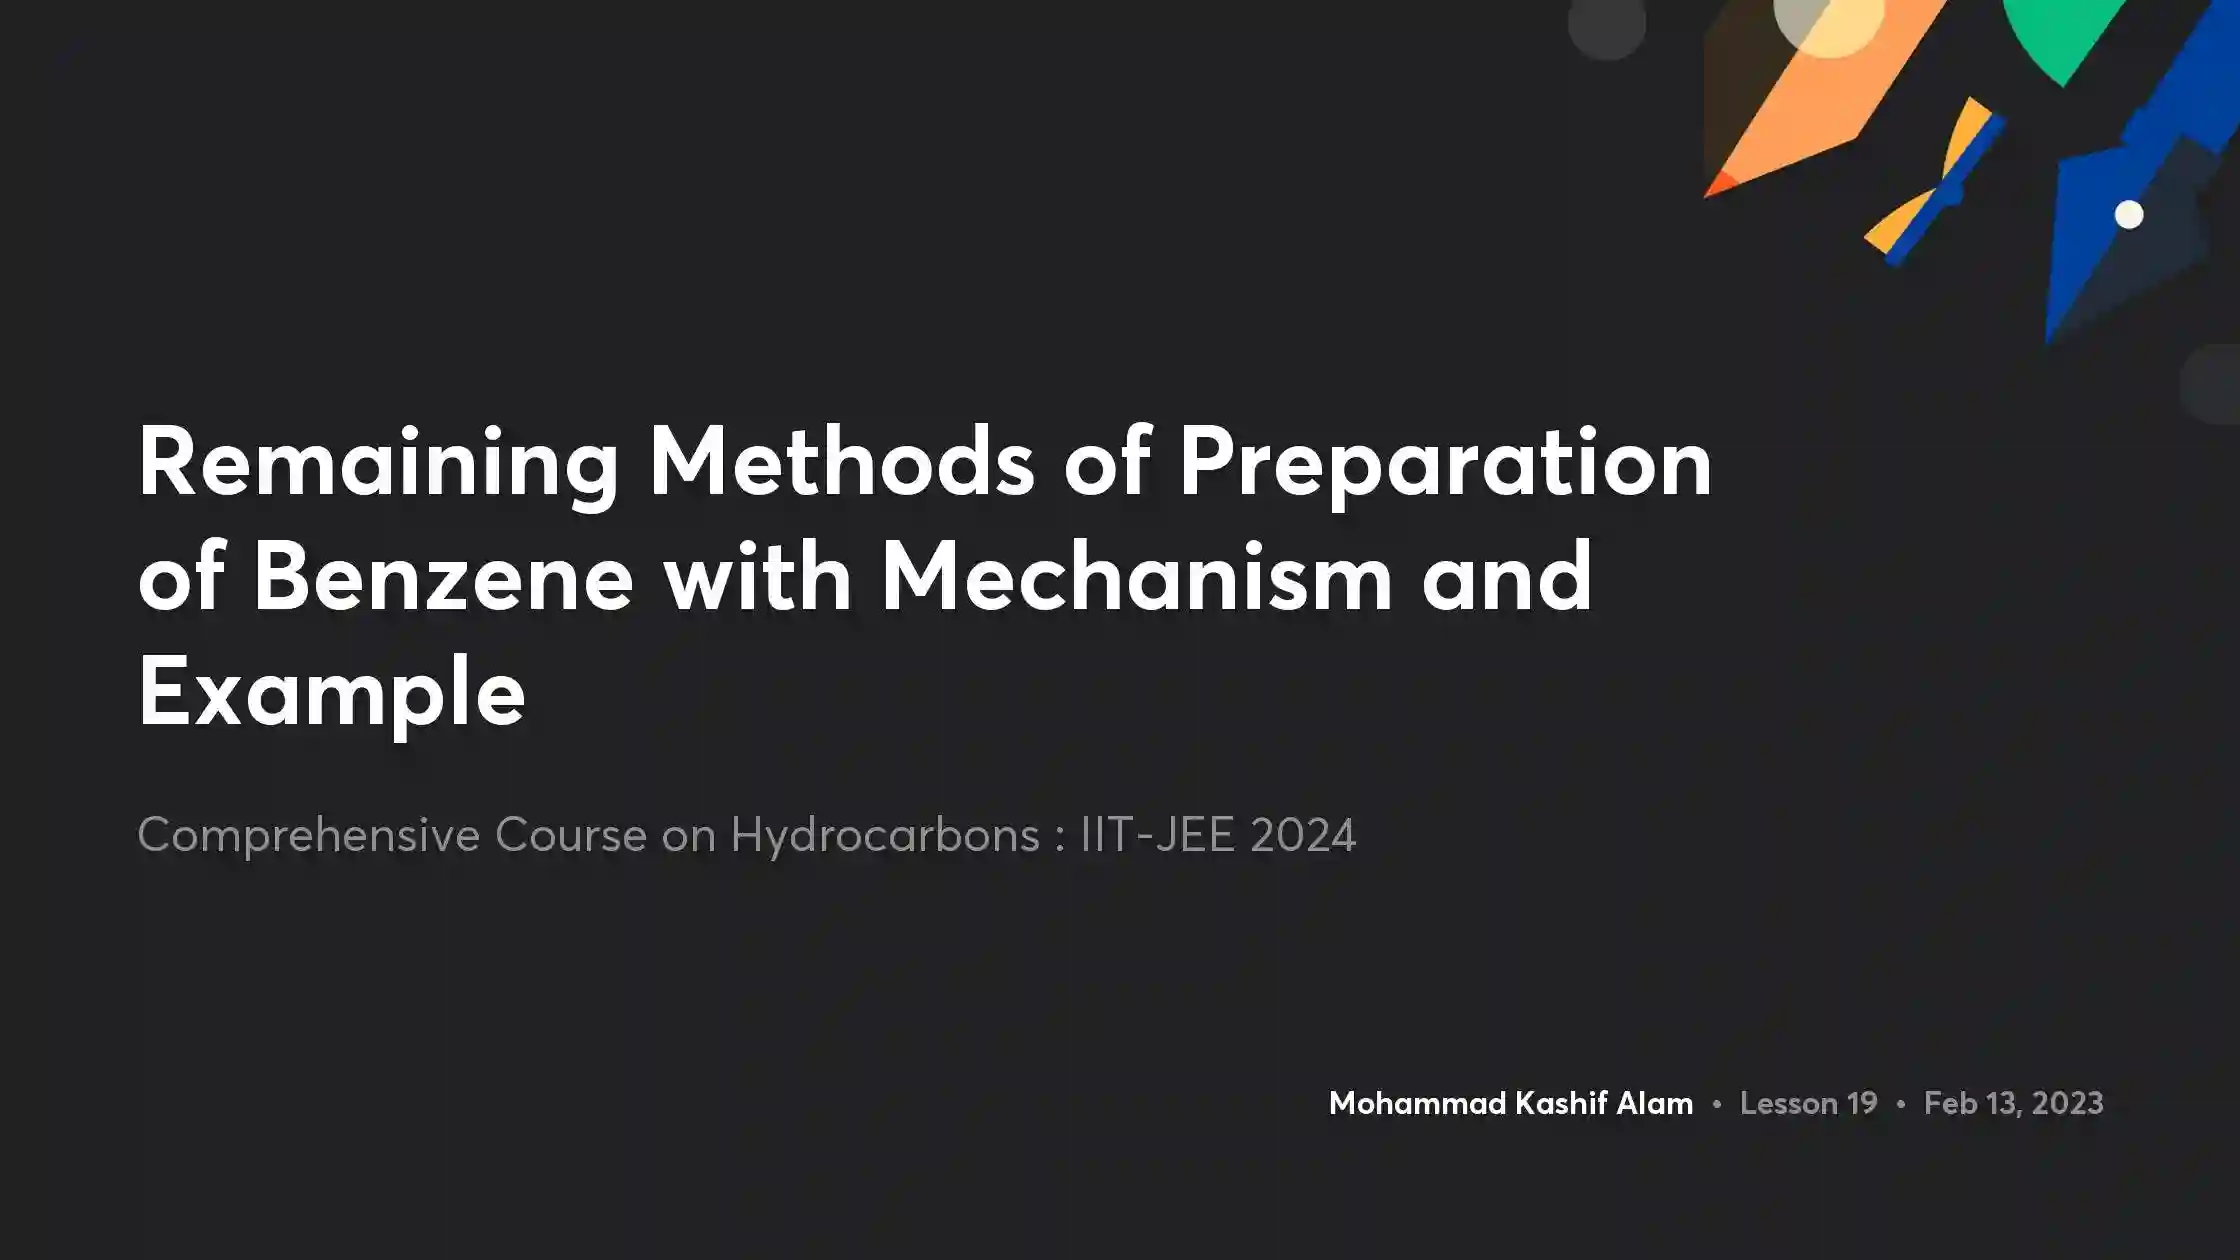 Remaining Methods of Preparation
of Benzene with Mechanism and
Example
Comprehensive Course on Hydrocarbons : IIT-JEE 2024
Mohammad Kashif Alam • Lesson 19 • Feb 13, 2023